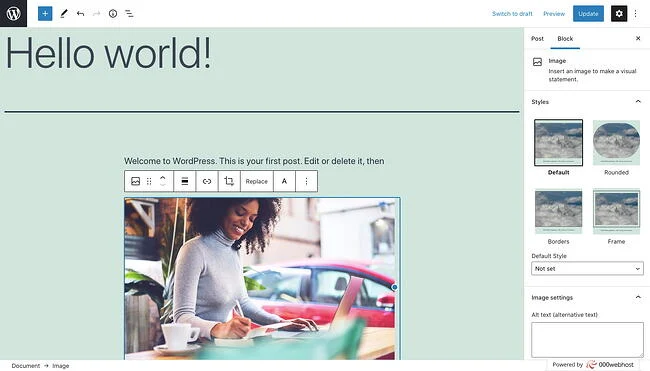 Switch to draft Preview Update
Hello world!
Post Block
Image
Insert an image to make a visual
statement.
Styles
Default Rounded
Borders Frame
Default Style
Not set
Welcome to WordPress. This is your first post. Edit or delete it, then
Replace A
Image settings
Alt text (alternative text)
Document → Image
Powered by 000webhost